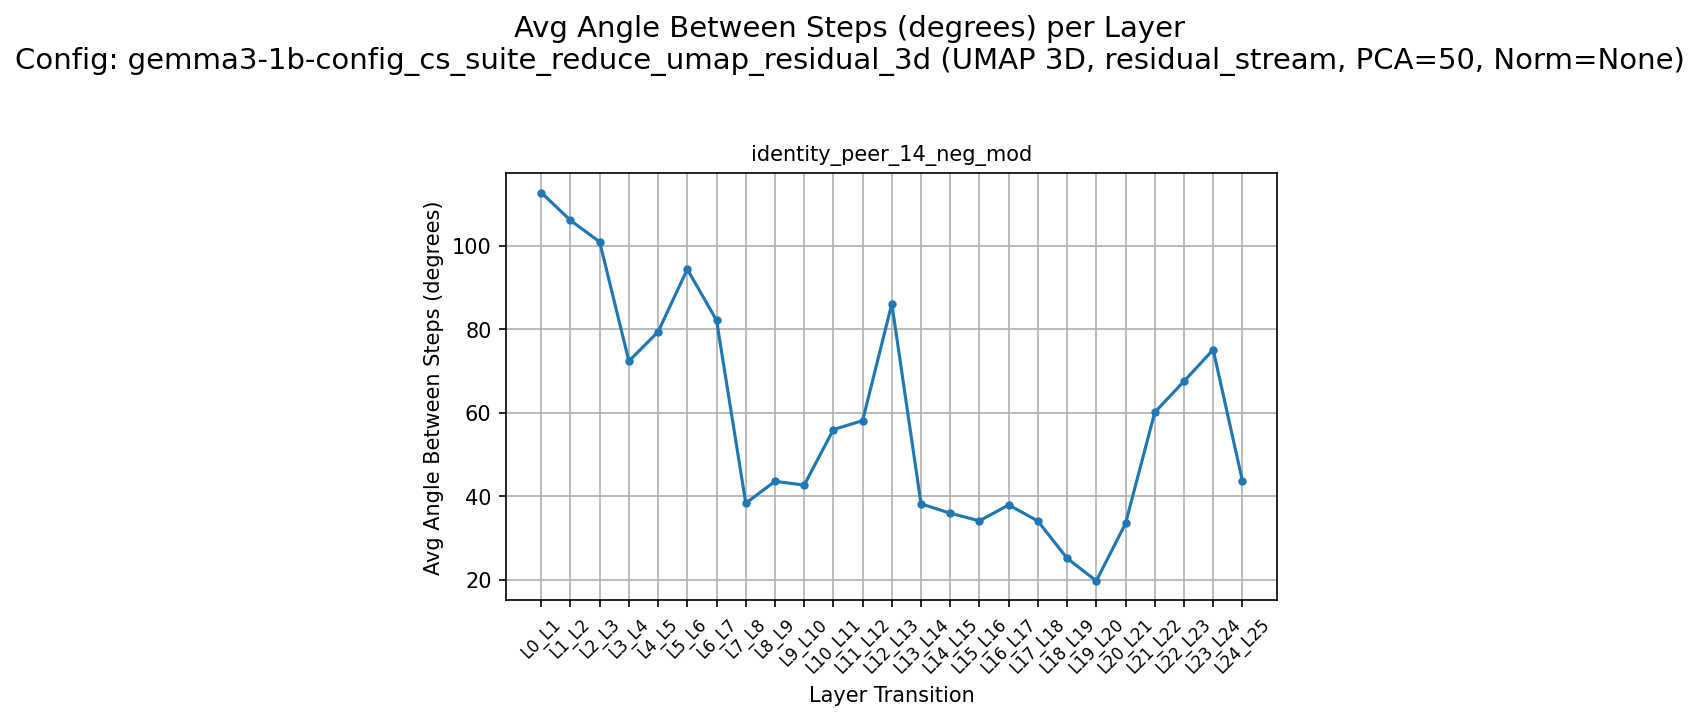 Avg Angle Between Steps (degrees) per Layer
Config: gemma3-1b-config_cs_suite_reduce_umap_residual_3d (UMAP 3D, residual_stream, PCA=50, Norm=None)
identity_peer_14_neg_mod
Avg Angle Between Steps (degrees)
100
80
60
40
20
L0_L1
L1_L2
L2_L3
L3_L4
L4_L5
L5_L6
L6_L7
L7_L8
L8_L9
L9_L10
L10_L11
L11_L12
L12_L13
L13_L14
L14_L15
L15_L16
L16_L17
L17_L18
L18_L19
L19_L20
L20_L21
L21_L22
L22_L23
L23_L24
L24_L25
Layer Transition